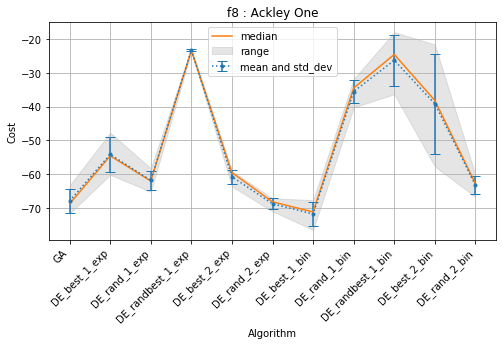 f8 : Ackley One
median
range
mean and std_dev
Cost
−20
−30
−40
−50
−60
−70
GA
DE_best_1_exp
DE_rand_1_exp
DE_randbest_1_exp
DE_best_2_exp
DE_rand_2_exp
DE_best_1_bin
DE_rand_1_bin
DE_randbest_1_bin
DE_best_2_bin
DE_rand_2_bin
Algorithm